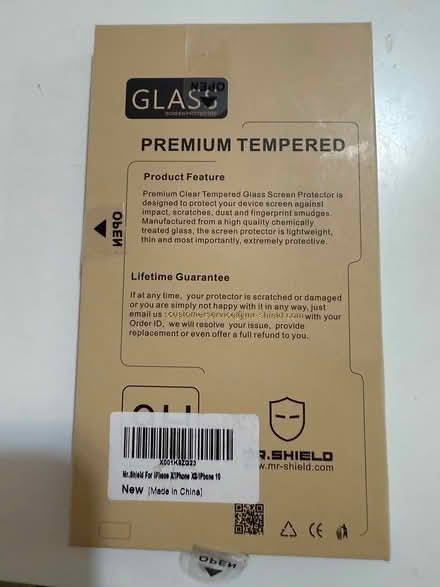 GLASS
OPEN
PREMIUM TEMPERED
Product Feature
Premium Clear Tempered Glass Screen Protector is
designed to protect your device screen against
impact, scratches, dust and fingerprint smudges.
Manufactured from a high quality chemically
treated glass, the screen protector is lightweight,
thin and most importantly, extremely protective.
OPEN
Lifetime Guarantee
If at any time, your protector is scratched or damaged
or you are simply not happy with it in any way, just
email us : customerservice@mr-shield.com with your
Order ID, we will resolve your issue, provide
replacement or even offer a full refund to you.
9H
MR.SHIELD
www.mr-shield.com
Mr.Shield For iPhone X/iPhone XS/iPhone 10
New [Made in China]
CE
OPEN